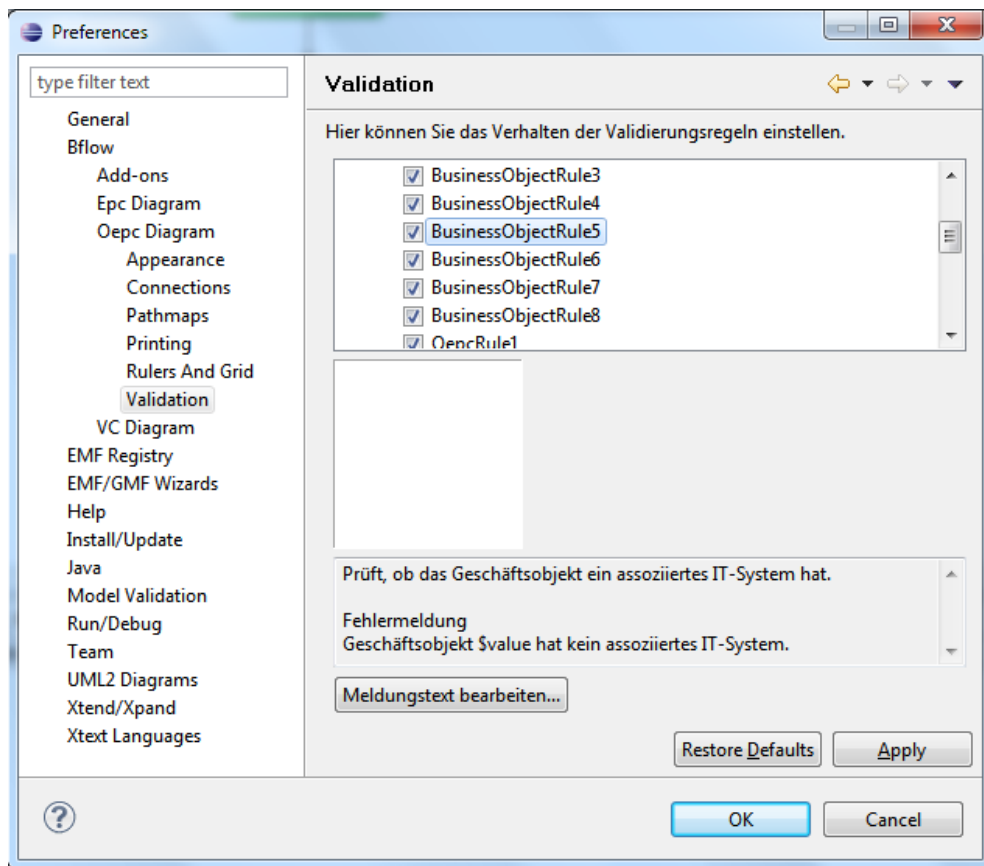 Preferences
type filter text
General
Bflow
Add-ons
Epc Diagram
Oepc Diagram
Appearance
Connections
Pathmaps
Printing
Rulers And Grid
Validation
VC Diagram
EMF Registry
EMF/GMF Wizards
Help
Install/Update
Java
Model Validation
Run/Debug
Team
UML2 Diagrams
Xtend/Xpand
Xtext Languages
Validation
Hier können Sie das Verhalten der Validierungsregeln einstellen.
BusinessObjectRule3
BusinessObjectRule4
BusinessObjectRule5
BusinessObjectRule6
BusinessObjectRule7
BusinessObjectRule8
OepcRule1
Prüft, ob das Geschäftsobjekt ein assoziiertes IT-System hat.
Fehlermeldung
Geschäftsobjekt $value hat kein assoziiertes IT-System.
Meldungstext bearbeiten...
Restore Defaults
Apply
OK
Cancel